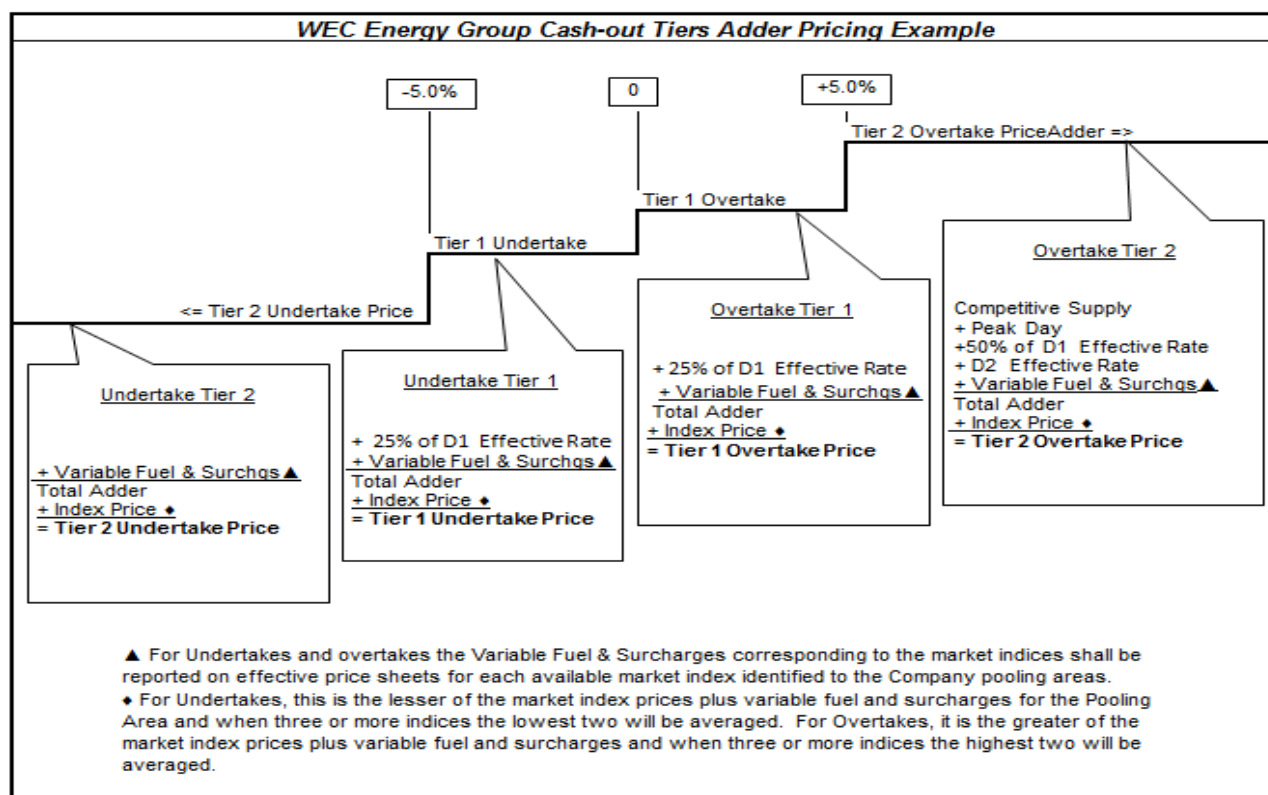 WEC Energy Group Cash-out Tiers Adder Pricing Example
-5.0%
0
+5.0%
Tier 2 Overtake PriceAdder =>
Tier 1 Overtake
Tier 1 Undertake
<= Tier 2 Undertake Price
Undertake Tier 2
+ Variable Fuel & Surchgs▲
Total Adder
+ Index Price ♦
= Tier 2 Undertake Price
Undertake Tier 1
+ 25% of D1 Effective Rate
+ Variable Fuel & Surchgs▲
Total Adder
+ Index Price ♦
= Tier 1 Undertake Price
Overtake Tier 1
+ 25% of D1 Effective Rate
+ Variable Fuel & Surchgs▲
Total Adder
+ Index Price ♦
= Tier 1 Overtake Price
Overtake Tier 2
Competitive Supply
+ Peak Day
+50% of D1 Effective Rate
+ D2 Effective Rate
+ Variable Fuel & Surchgs▲
Total Adder
+ Index Price ♦
= Tier 2 Overtake Price
▲ For Undertakes and overtakes the Variable Fuel & Surcharges corresponding to the market indices shall be
reported on effective price sheets for each available market index identified to the Company pooling areas.
♦ For Undertakes, this is the lesser of the market index prices plus variable fuel and surcharges for the Pooling
Area and when three or more indices the lowest two will be averaged. For Overtakes, it is the greater of the
market index prices plus variable fuel and surcharges and when three or more indices the highest two will be
averaged.